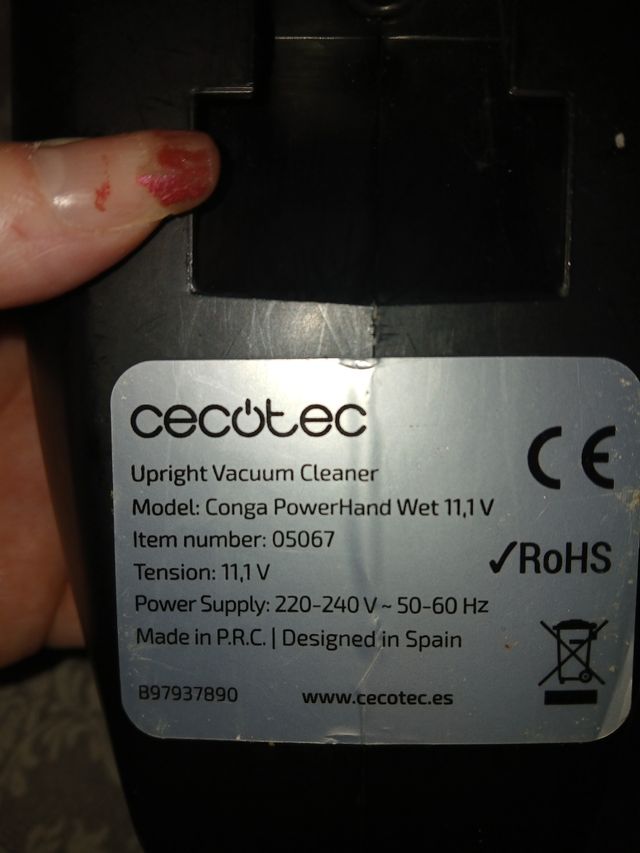 cecotec
Upright Vacuum Cleaner
Model: Conga PowerHand Wet 11,1 V
Item number: 05067
Tension: 11,1 V
Power Supply: 220-240 V ~ 50-60 Hz
Made in P.R.C. | Designed in Spain
B97937890 www.cecotec.es
CE
✓RoHS